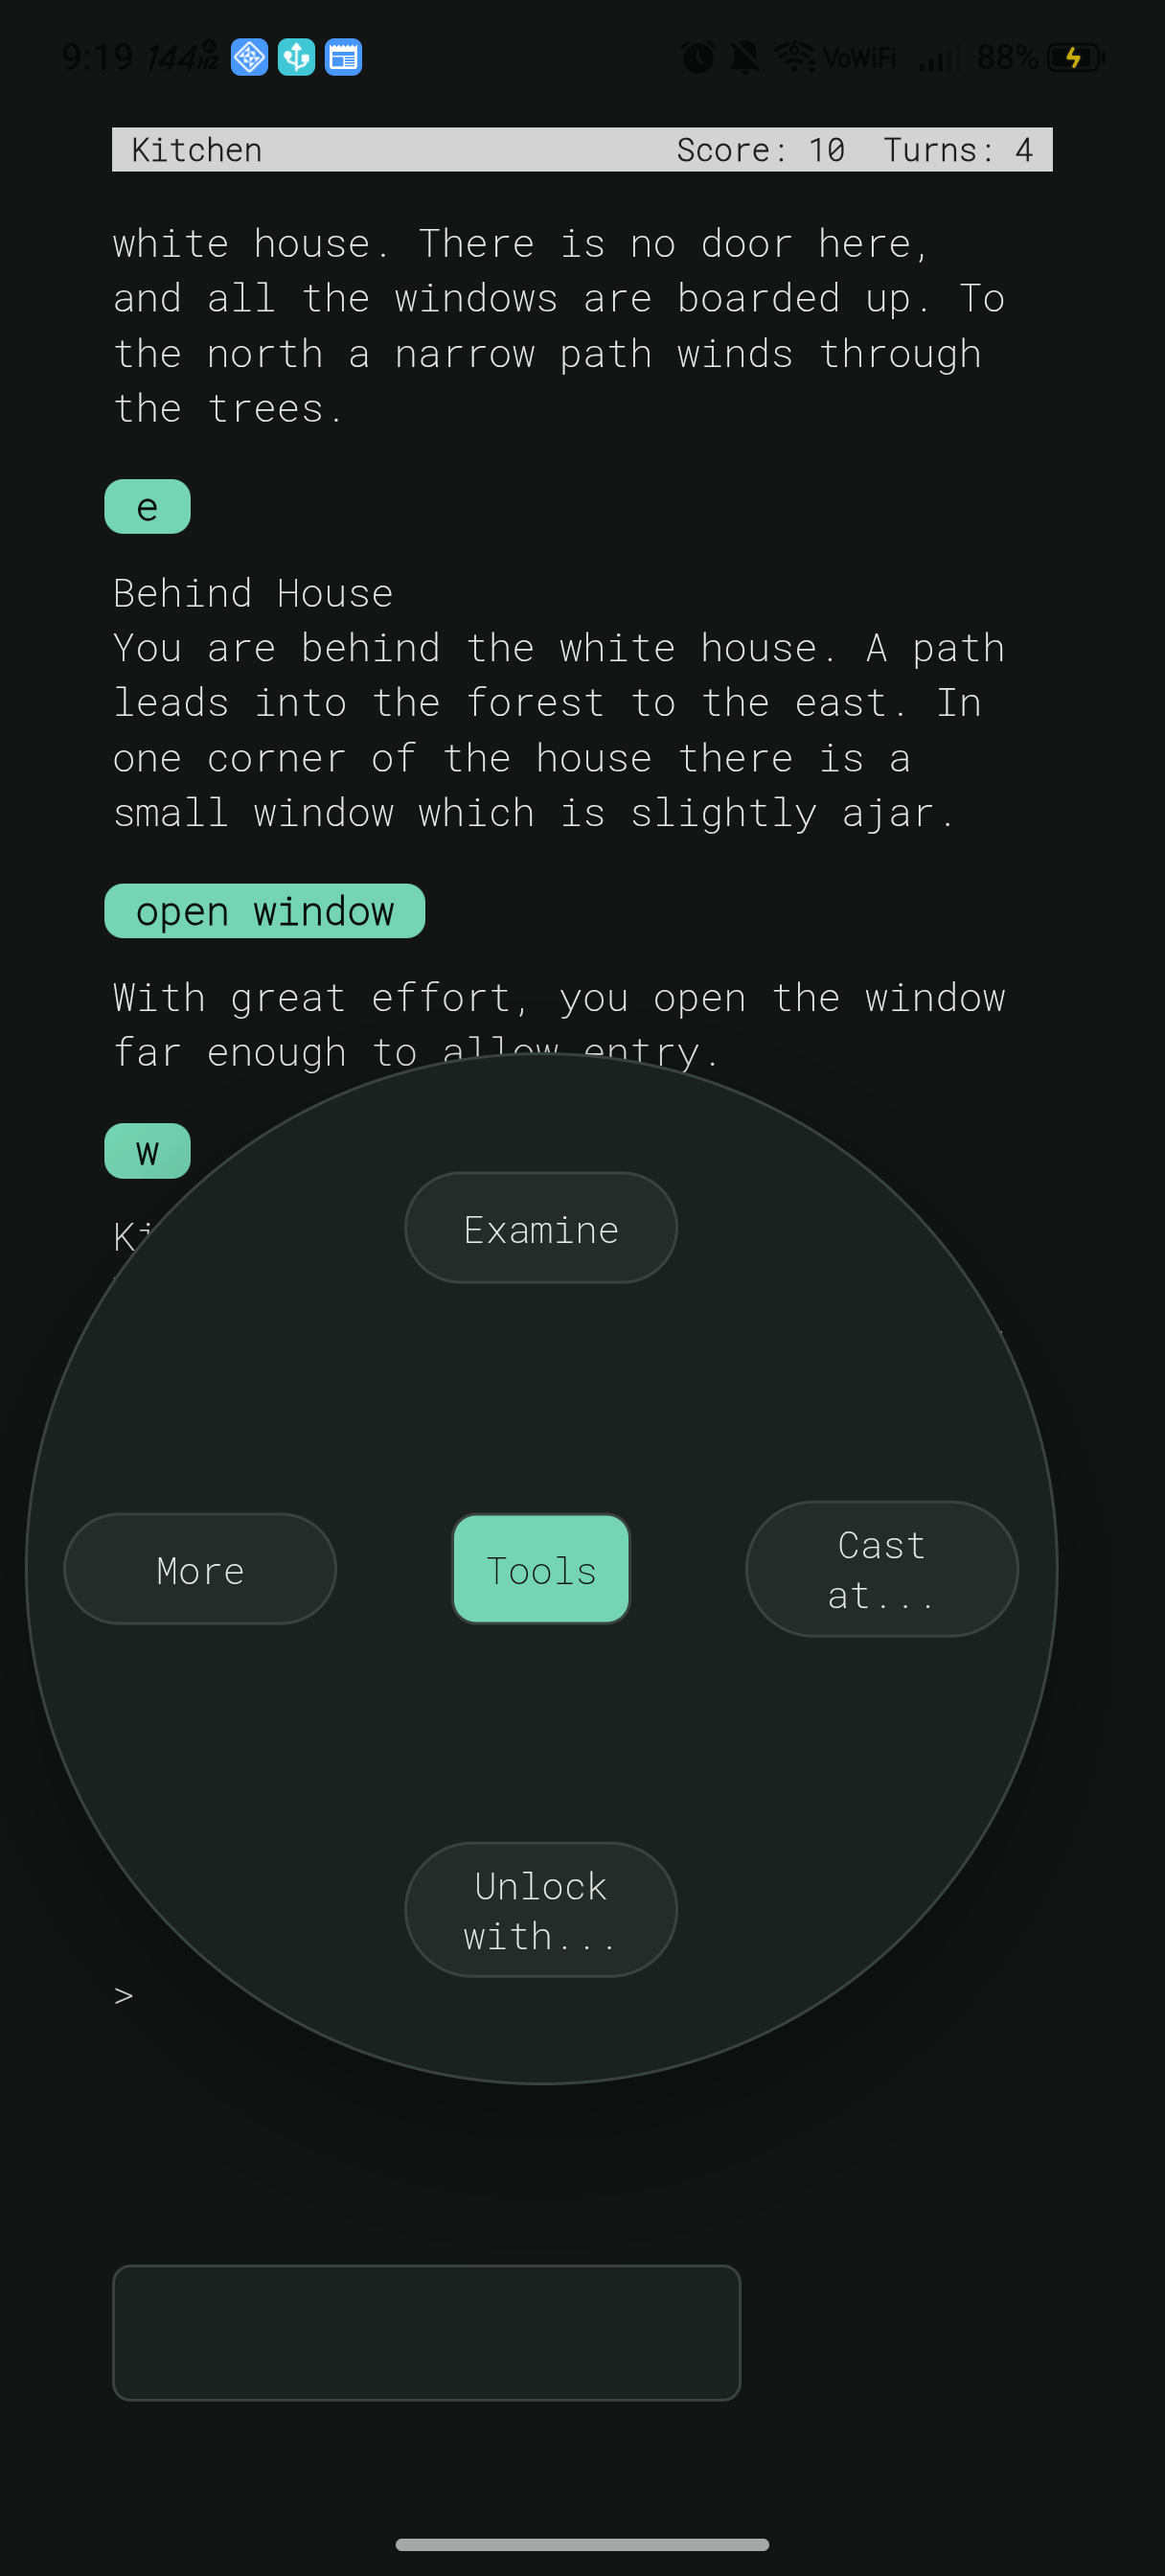 9:19 144HZ VoWiFi 88%
Kitchen Score: 10 Turns: 4
white house. There is no door here,
and all the windows are boarded up. To
the north a narrow path winds through
the trees.
e
Behind House
You are behind the white house. A path
leads into the forest to the east. In
one corner of the house there is a
small window which is slightly ajar.
open window
With great effort, you open the window
far enough to allow entry.
w
Ki
Examine
More
Tools
Cast
at...
Unlock
with...
>